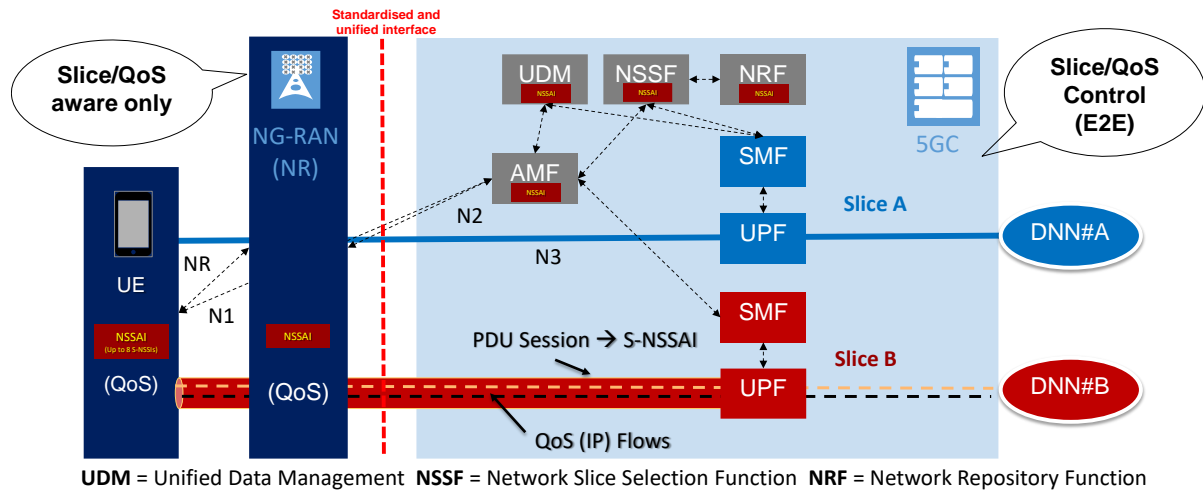 Standardised and
unified interface
Slice/QoS
aware only
NG-RAN
(NR)
UDM
NSSAI
NSSF
NSSAI
NRF
NSSAI
5GC
Slice/QoS
Control
(E2E)
AMF
NSSAI
SMF
Slice A
UPF
DNN#A
N2
N3
NR
N1
UE
NSSAI
(Up to 8 S-NSSIs)
(QoS)
NSSAI
(QoS)
SMF
PDU Session → S-NSSAI
Slice B
UPF
DNN#B
QoS (IP) Flows
UDM = Unified Data Management NSSF = Network Slice Selection Function NRF = Network Repository Function